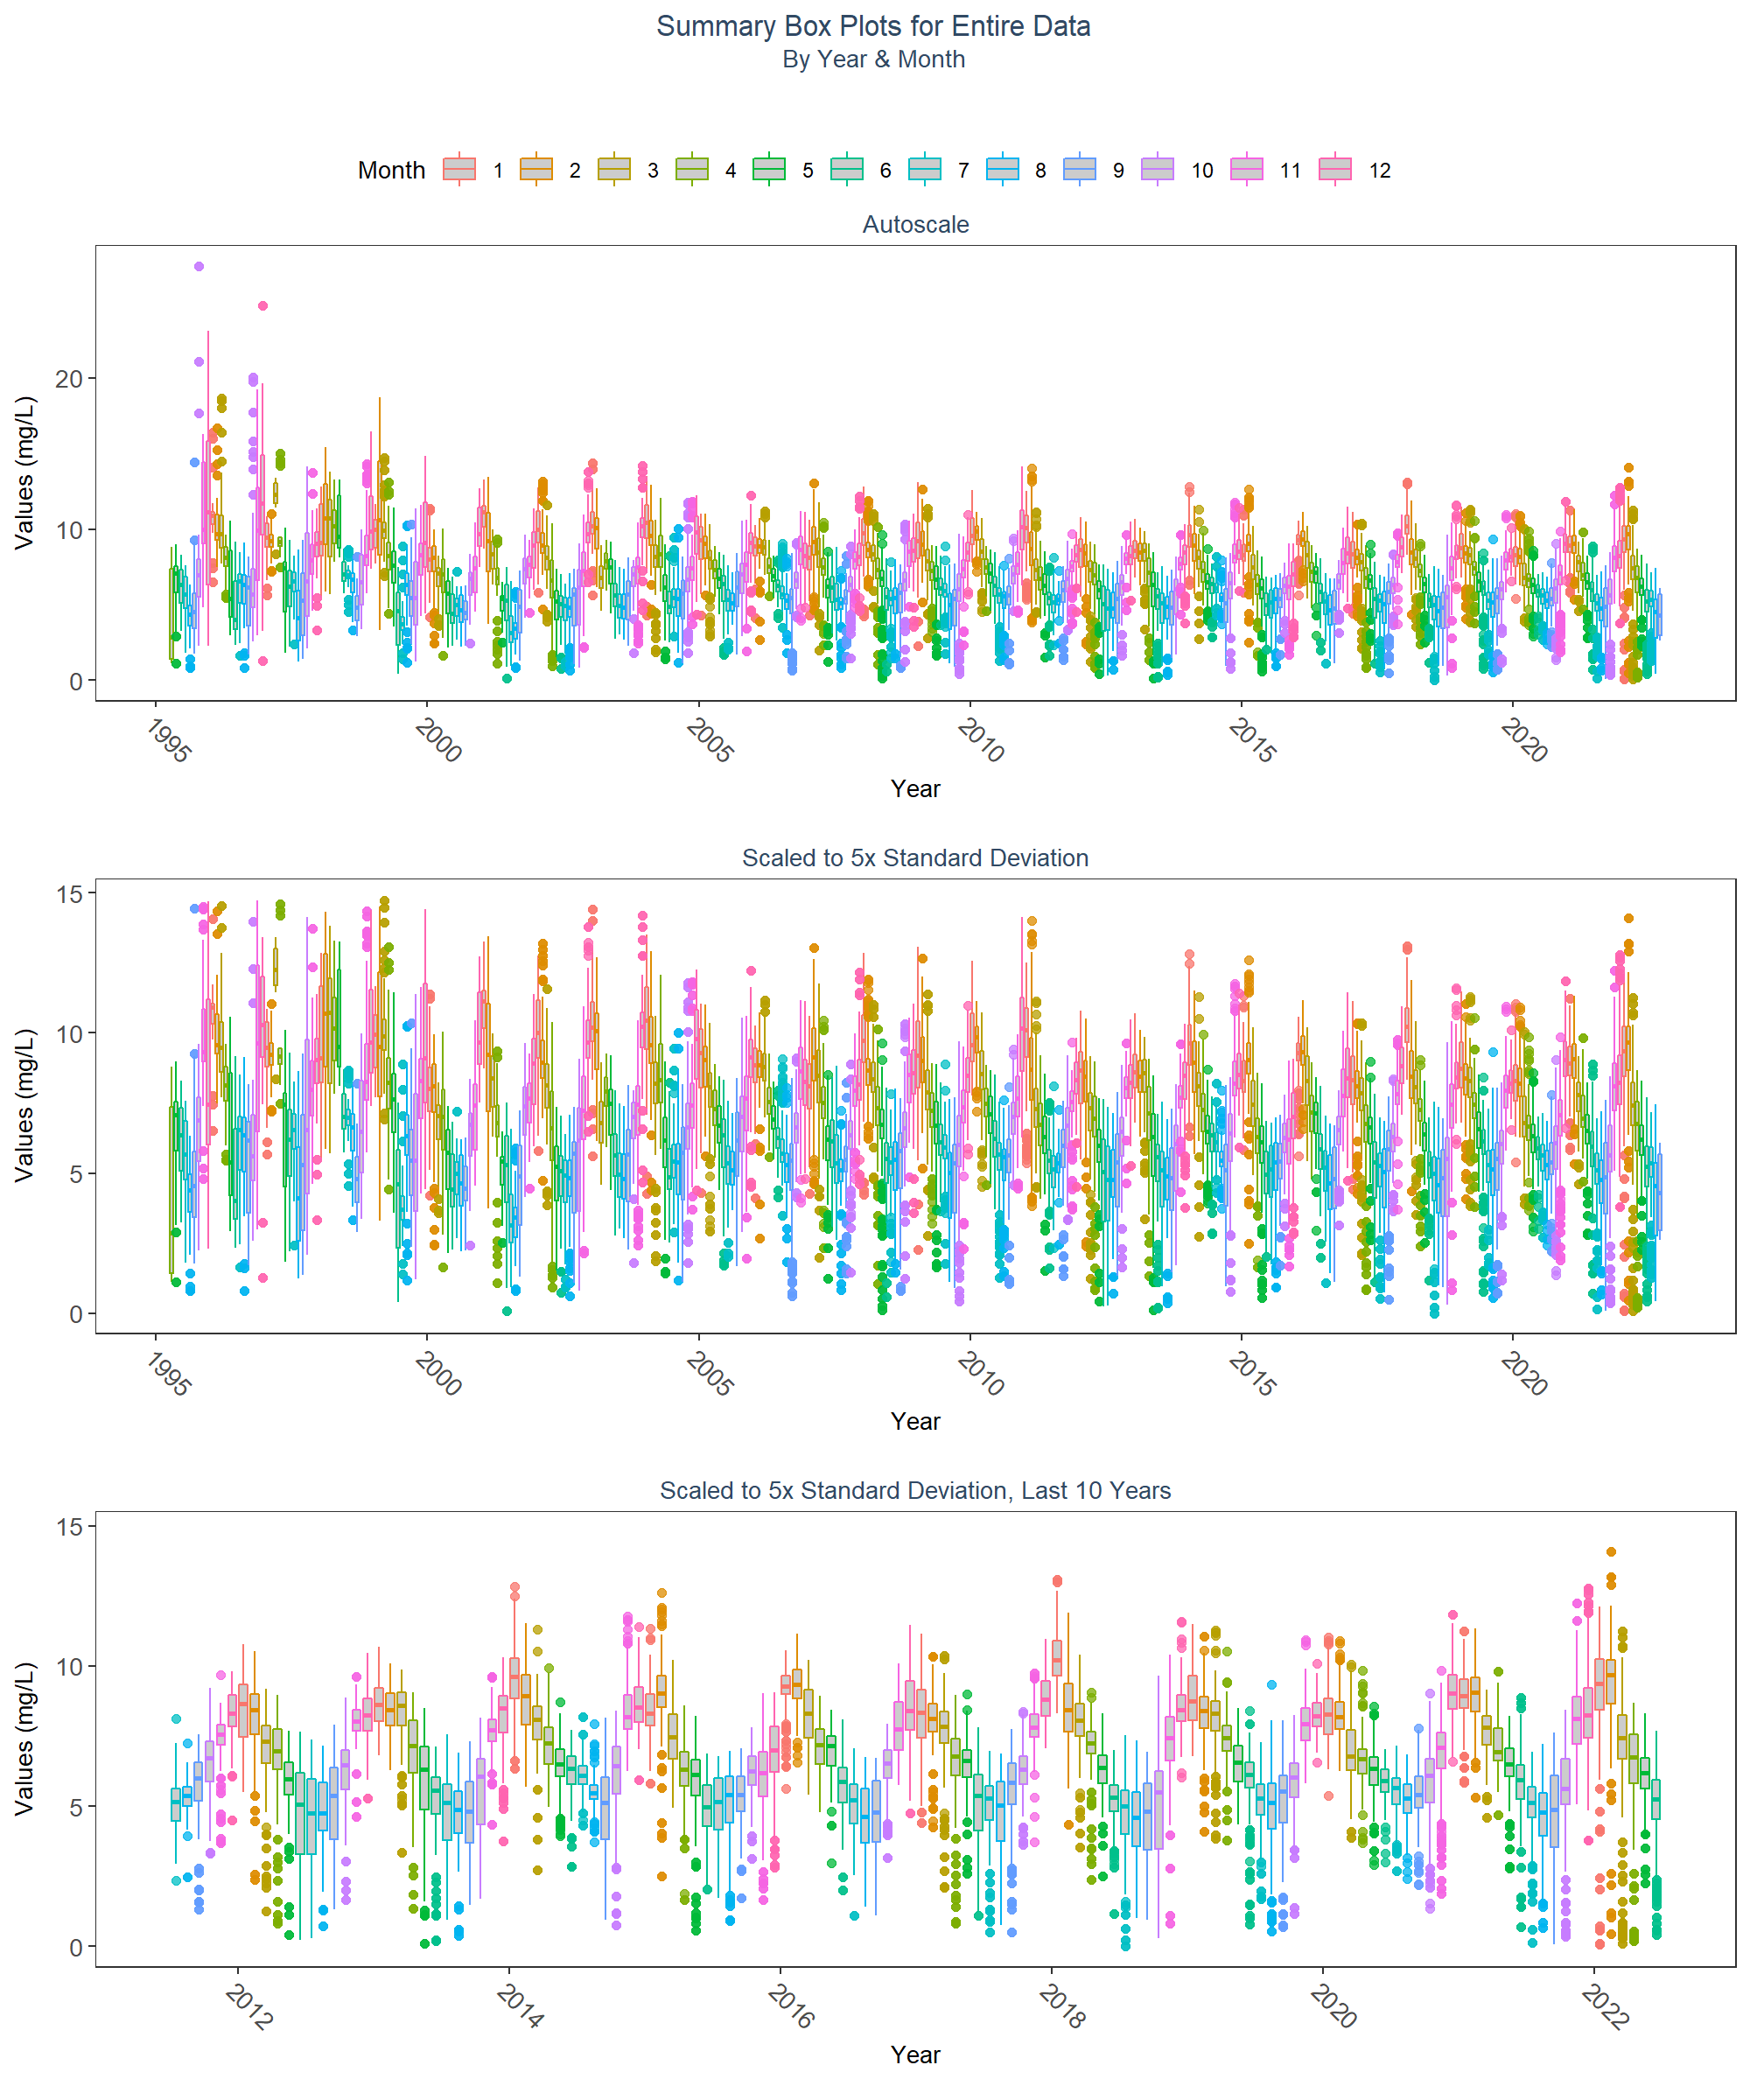 Summary Box Plots for Entire Data
By Year & Month
Month 1 2 3 4 5 6 7 8 9 10 11 12
Autoscale
Values (mg/L)
20
10
0
1995 2000 2005 2010 2015 2020
Year
Scaled to 5x Standard Deviation
Values (mg/L)
15
10
5
0
1995 2000 2005 2010 2015 2020
Year
Scaled to 5x Standard Deviation, Last 10 Years
Values (mg/L)
15
10
5
0
2012 2014 2016 2018 2020 2022
Year